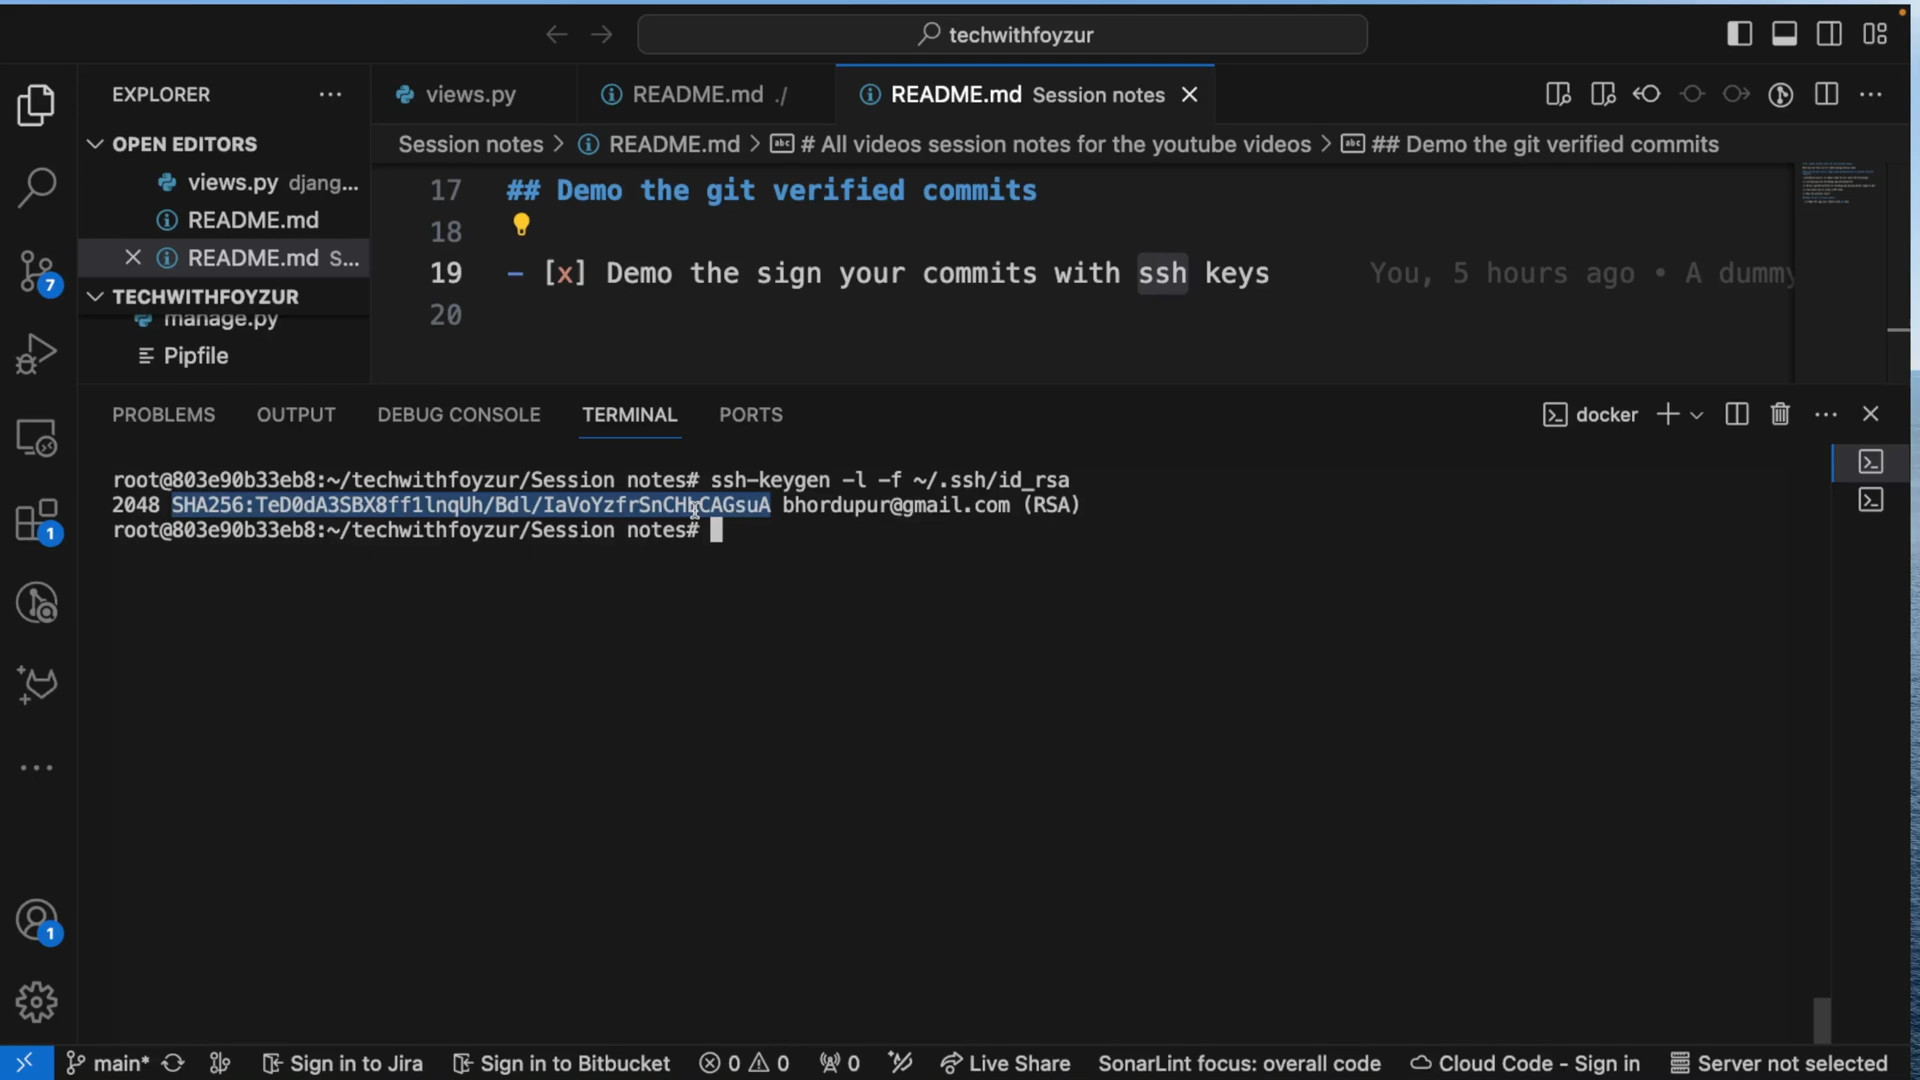 techwithfoyzur
EXPLORER
views.py
README.md ./
README.md Session notes
OPEN EDITORS
Session notes > README.md > # All videos session notes for the youtube videos > ## Demo the git verified commits
views.py djang...
README.md
README.md S...
TECHWITHFOYZUR
manage.py
Pipfile
17 ## Demo the git verified commits
18
19 - [x] Demo the sign your commits with ssh keys You, 5 hours ago • A dummy
20
7
PROBLEMS OUTPUT DEBUG CONSOLE TERMINAL PORTS
docker
root@803e90b33eb8:~/techwithfoyzur/Session notes# ssh-keygen -l -f ~/.ssh/id_rsa
2048 SHA256:TeD0dA3SBX8ff1lnqUh/Bdl/IaVoYzfrSnCHbCAGsuA bhordupur@gmail.com (RSA)
root@803e90b33eb8:~/techwithfoyzur/Session notes#
1
1
main* Sign in to Jira Sign in to Bitbucket 0 0 0 Live Share SonarLint focus: overall code Cloud Code - Sign in Server not selected